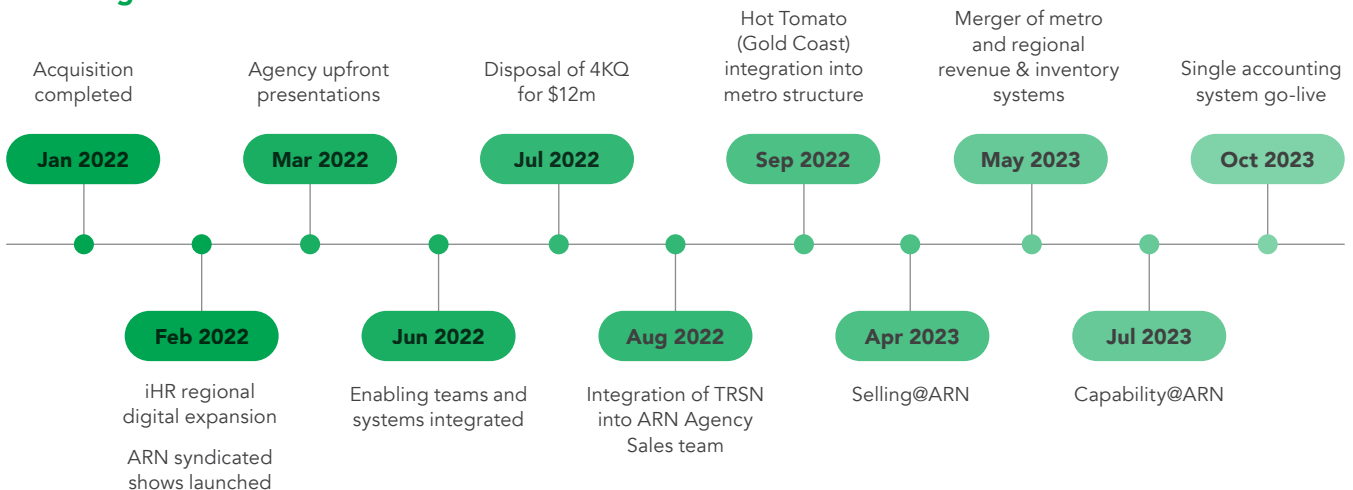 Acquisition
completed
Jan 2022
Feb 2022
iHR regional
digital expansion
ARN syndicated
shows launched
Agency upfront
presentations
Mar 2022
Jun 2022
Enabling teams and
systems integrated
Disposal of 4KQ
for $12m
Jul 2022
Aug 2022
Integration of TRSN
into ARN Agency
Sales team
Hot Tomato
(Gold Coast)
integration into
metro structure
Sep 2022
Apr 2023
Selling@ARN
Merger of metro
and regional
revenue & inventory
systems
May 2023
Jul 2023
Capability@ARN
Single accounting
system go-live
Oct 2023